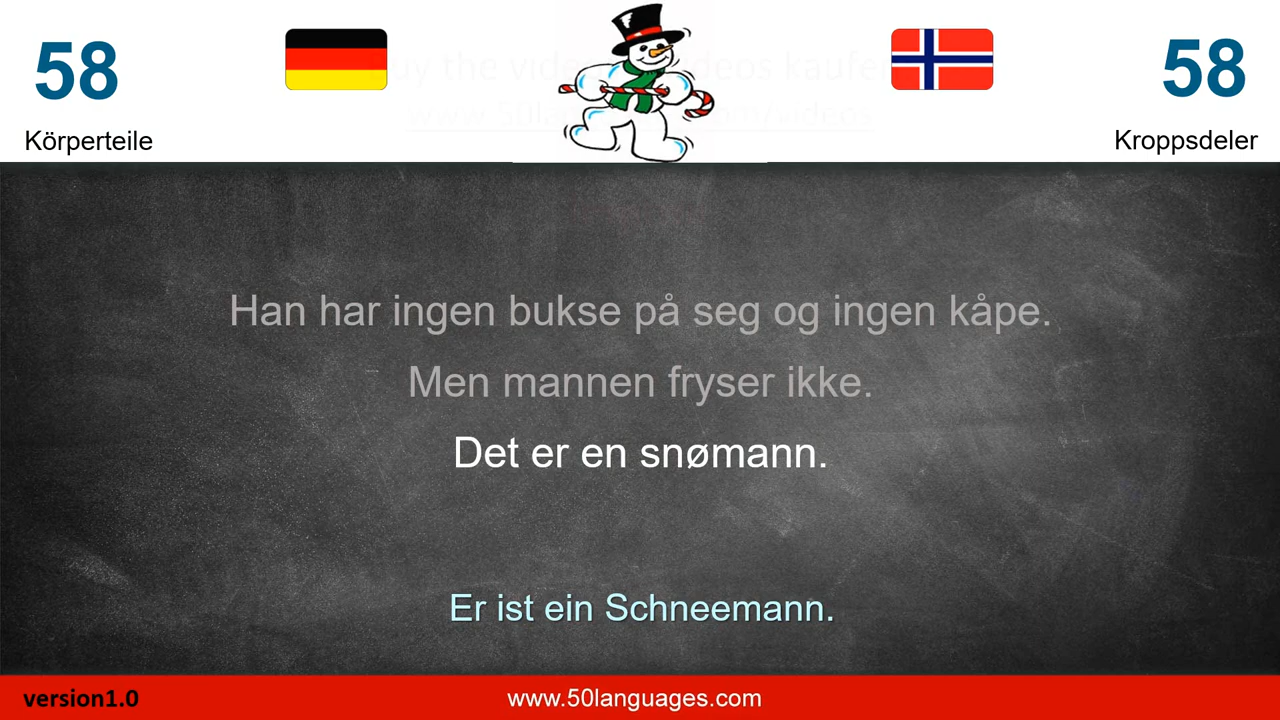 58
58
Körperteile
Kroppsdeler
Han har ingen bukse på seg og ingen kåpe.
Men mannen fryser ikke.
Det er en snømann.
Er ist ein Schneemann.
version1.0
www.50languages.com